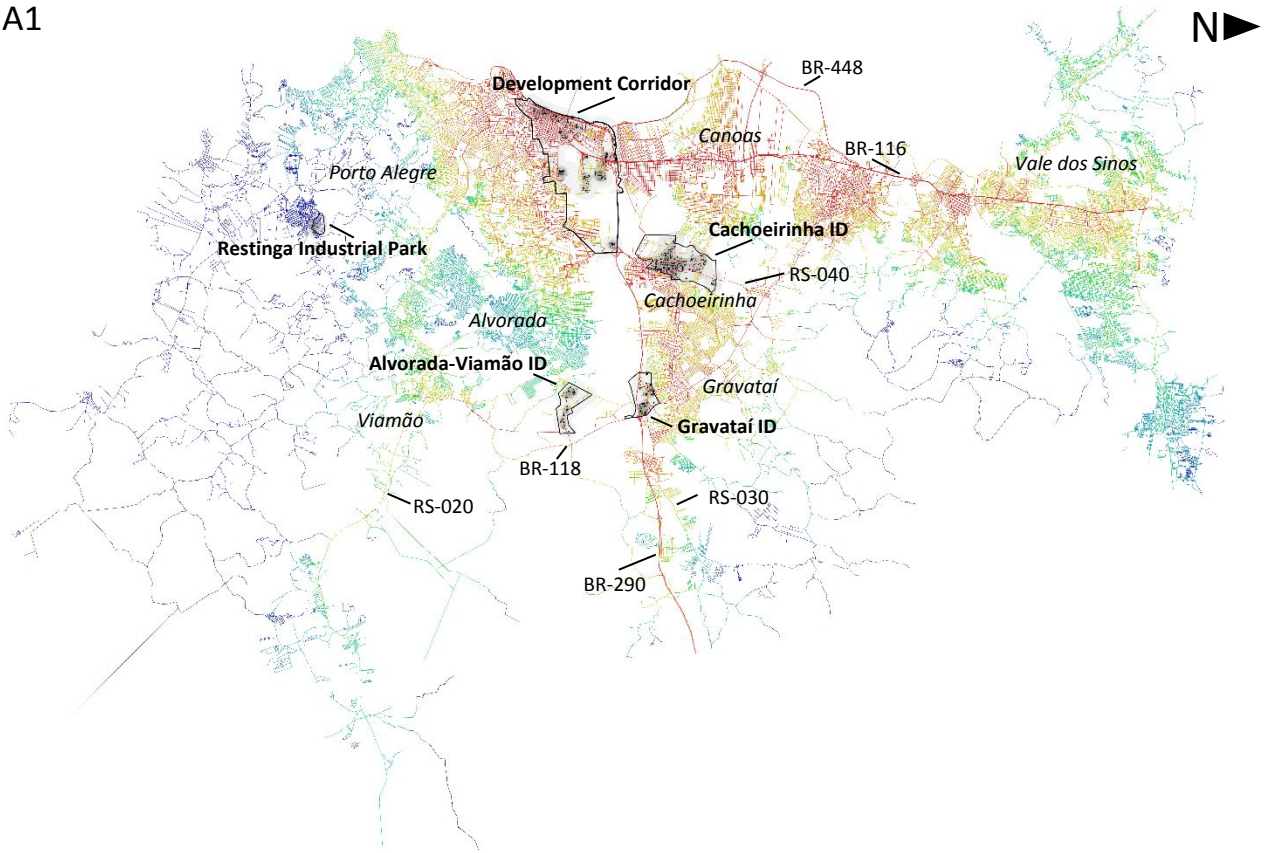 A1
N
BR-448
Development Corridor
Canoas
BR-116
Vale dos Sinos
Porto Alegre
Restinga Industrial Park
Cachoeirinha ID
RS-040
Cachoeirinha
Alvorada
Alvorada-Viamão ID
Gravataí
Viamão
Gravataí ID
BR-118
RS-020
RS-030
BR-290